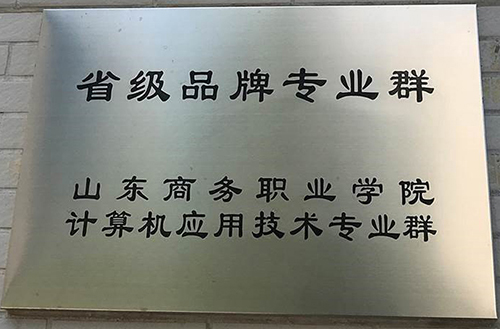 省级品牌专业群
山东商务职业学院
计算机应用技术专业群